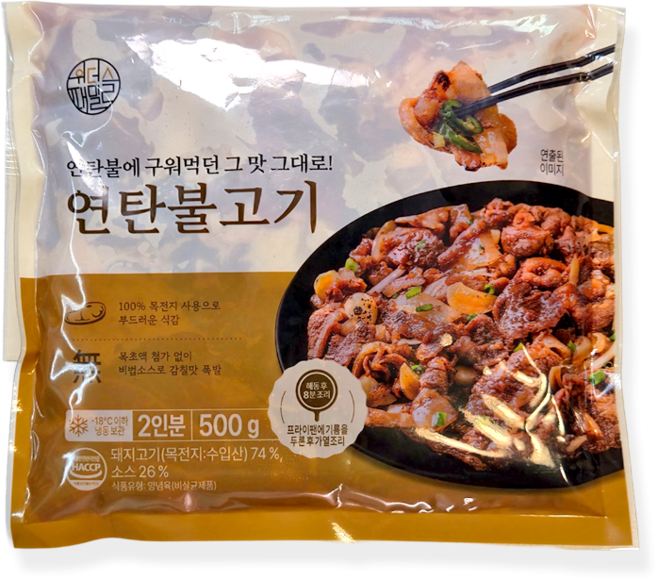 위더스
패밀리
연탄불에 구워먹던 그 맛 그대로!
연탄불고기
연출된
이미지
100% 목전지 사용으로
부드러운 식감
無
목초액 첨가 없이
비법소스로 감칠맛 폭발
해동 후
8분조리
프라이팬에 기름을
두른 후 가열조리
-18℃ 이하
냉동 보관
2인분
500 g
HACCP
돼지고기(목전지:수입산) 74 %,
소스 26 %
식품유형: 양념육(비살균제품)